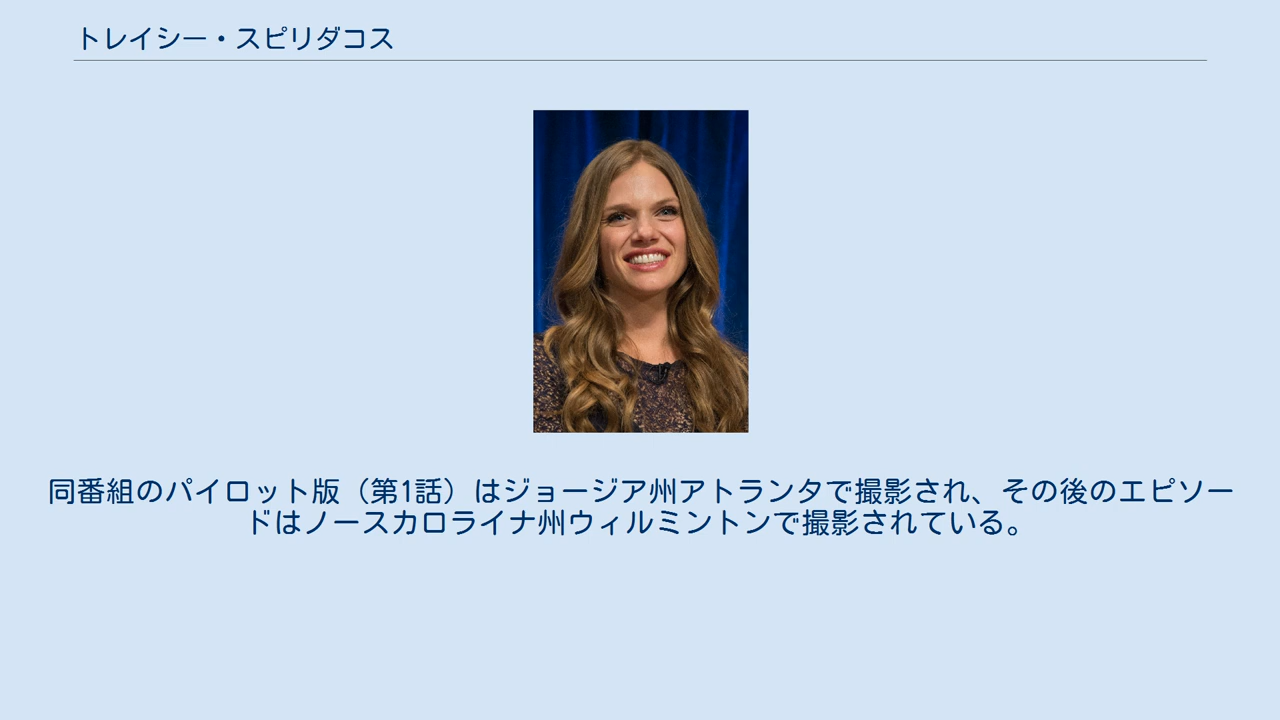 トレイシー・スピリダコス
同番組のパイロット版（第1話）はジョージア州アトランタで撮影され、その後のエピソー
ドはノースカロライナ州ウィルミントンで撮影されている。